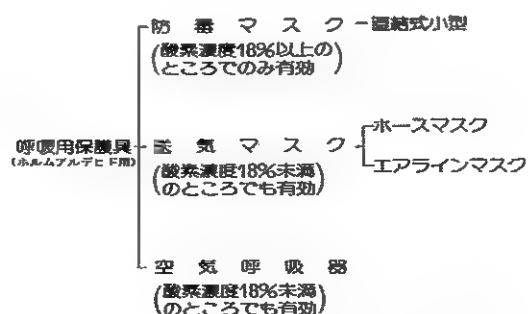 防毒マスク 直結式小型
(酸素濃度18%以上の
ところでのみ有効)
呼吸用保護具
(ホルムアルデヒド用)
送気マスク
ホースマスク
エアラインマスク
(酸素濃度18%未満
のところでも有効)
空気呼吸器
(酸素濃度18%未満
のところでも有効)